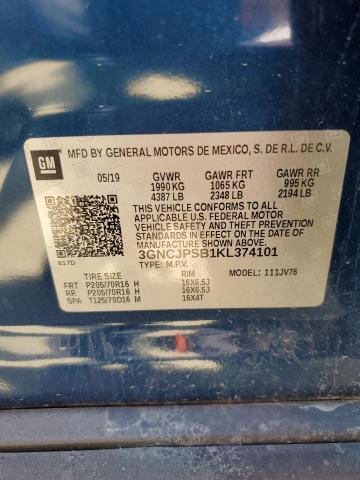 GM
MFD BY GENERAL MOTORS DE MEXICO, S. DE R.L. DE C.V.
05/19 GVWR GAWR FRT GAWR RR
1990 KG 1065 KG 995 KG
4387 LB 2348 LB 2194 LB
THIS VEHICLE CONFORMS TO ALL
APPLICABLE U.S. FEDERAL MOTOR
VEHICLE SAFETY AND THEFT
PREVENTION STANDARDS IN EFFECT
ON THE DATE OF MANUFACTURE
SHOWN ABOVE.
617D 3GNCJPSB1KL374101
TYPE: M.P.V. MODEL: 111JV76
TIRE SIZE RIM
FRT P205/70R16 H 16X6.5J
RR P205/70R16 H 16X6.5J
SPA T125/70D16 M 16X4T